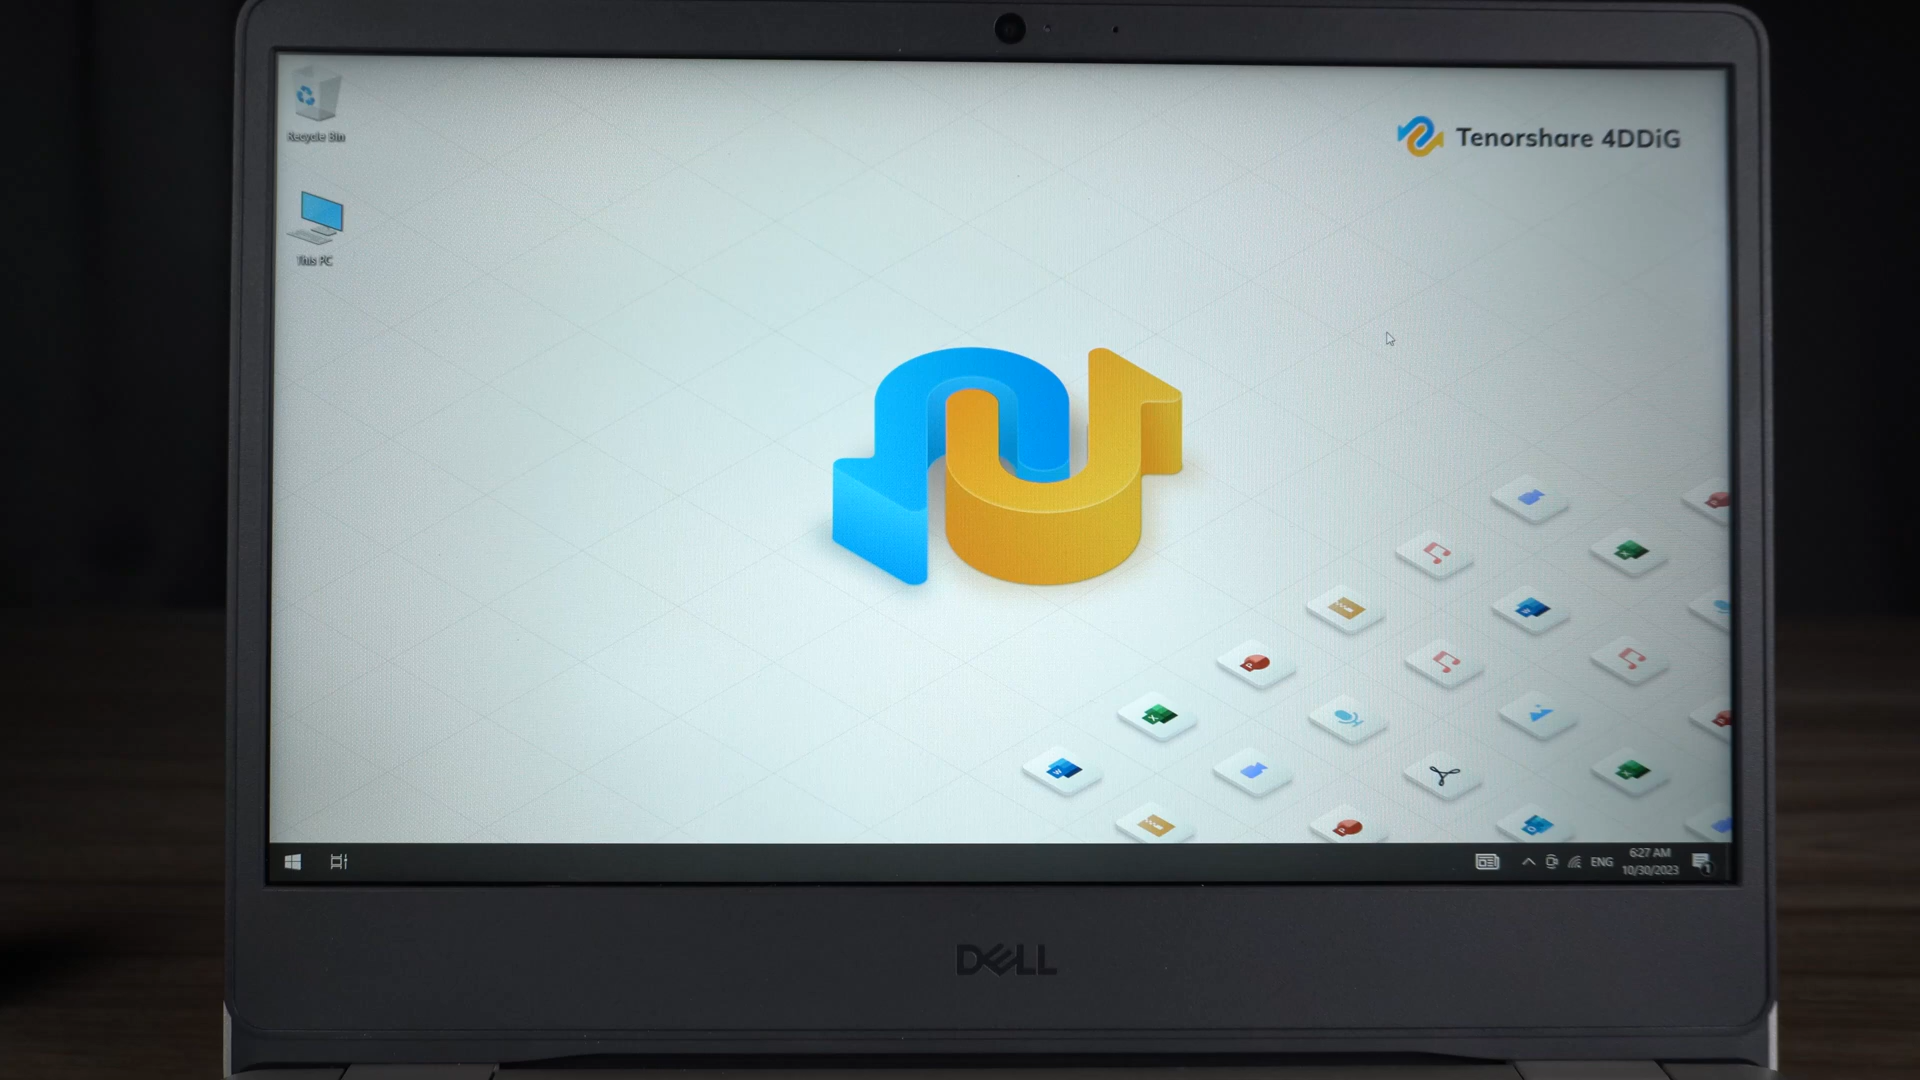 Recycle Bin
Tenorshare 4DDiG
This PC
ENG
6:27 AM
10/30/2023
DELL